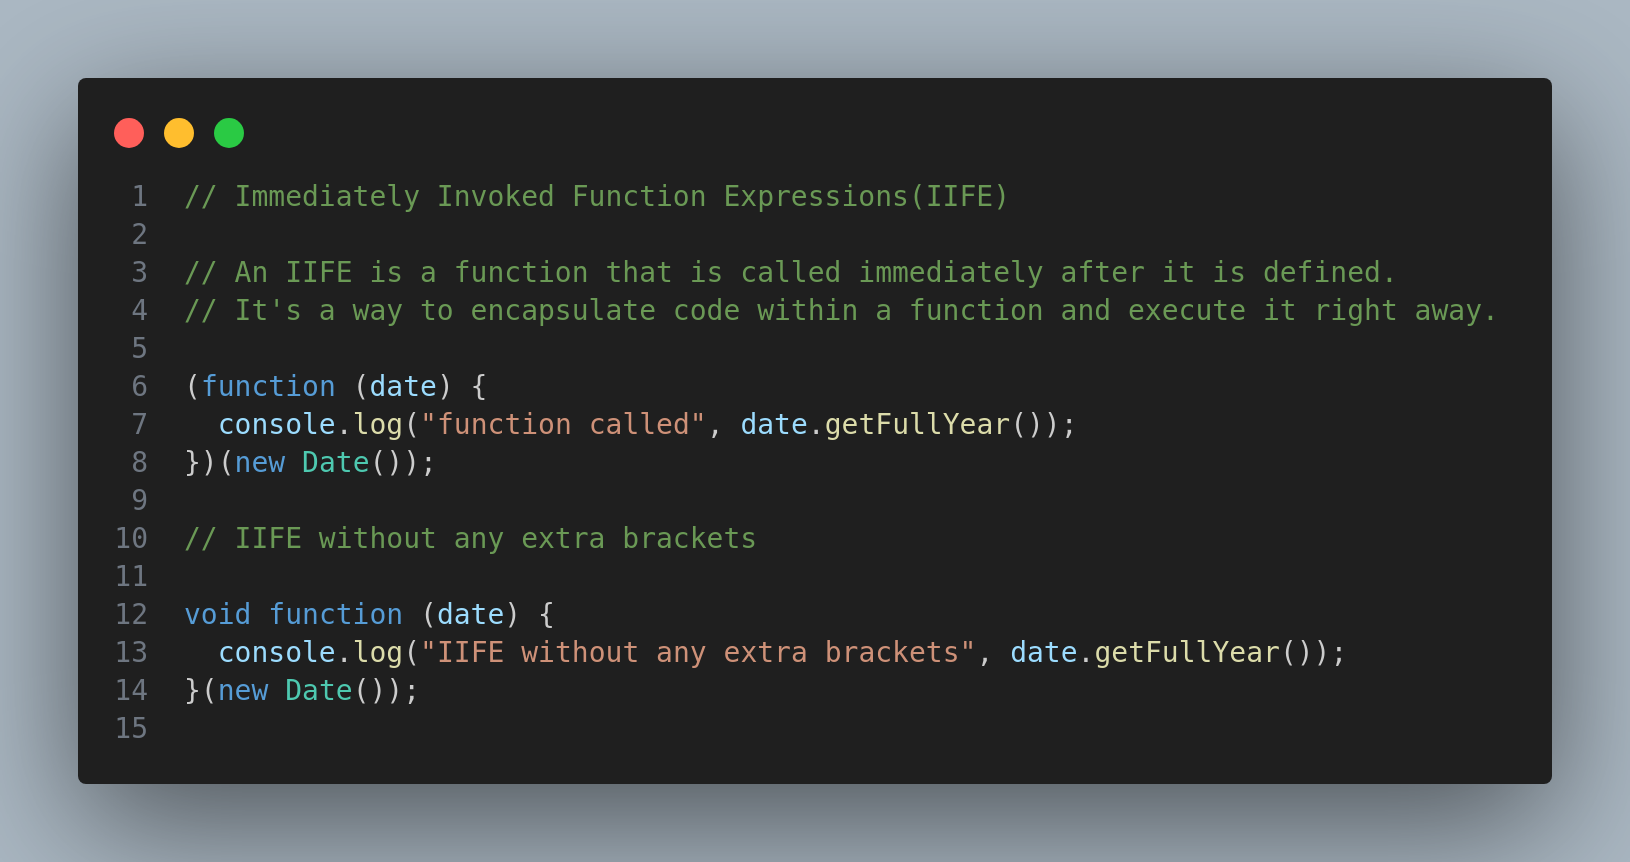 1 // Immediately Invoked Function Expressions(IIFE)
2
3 // An IIFE is a function that is called immediately after it is defined.
4 // It's a way to encapsulate code within a function and execute it right away.
5
6 (function (date) {
7   console.log("function called", date.getFullYear());
8 })(new Date());
9
10 // IIFE without any extra brackets
11
12 void function (date) {
13   console.log("IIFE without any extra brackets", date.getFullYear());
14 }(new Date());
15